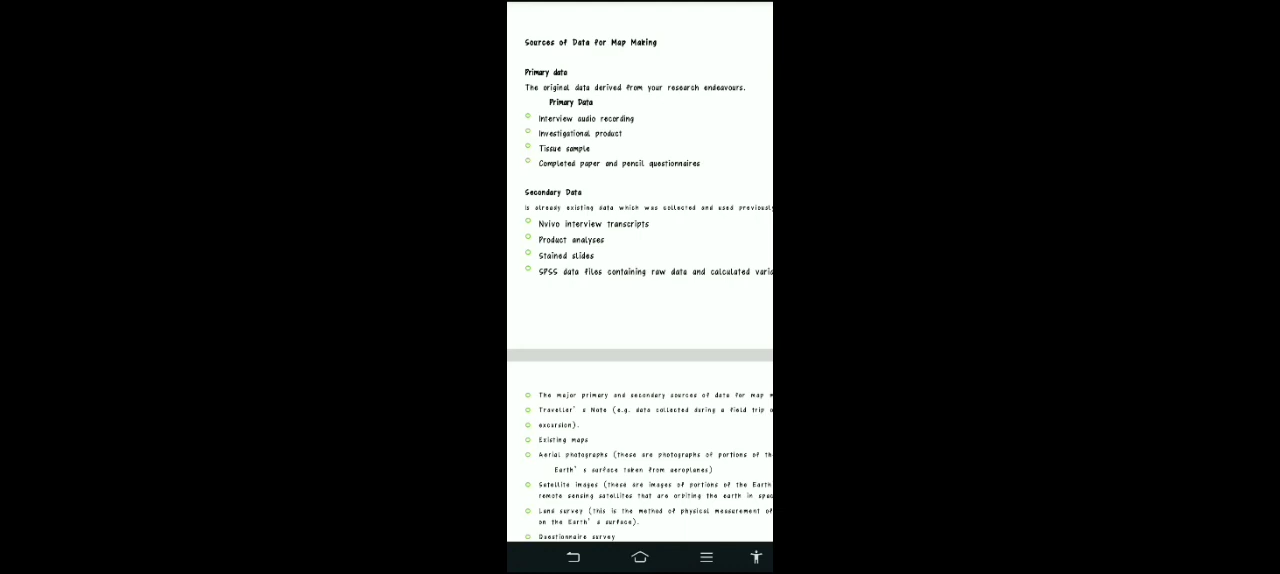 Sources of Data for Map Making
Primary data
The original data derived from your research endeavours.
Primary Data
Interview audio recording
Investigational product
Tissue sample
Completed paper and pencil questionnaires
Secondary Data
Is already existing data which was collected and used previously
Nvivo interview transcripts
Product analyses
Stained slides
SPSS data files containing raw data and calculated
The major primary and secondary sources of data for map
Traveller's Note (e.g. data collected during a field trip
excursion).
Existing maps
Aerial photographs (these are photographs of portions of
Earth's surface taken from aeroplanes)
Satellite images (these are images of portions of the Earth
remote sensing satellites that are orbiting the earth in
Land survey (this is the method of physical measurement of
on the Earth's surface).
Questionnaire survey